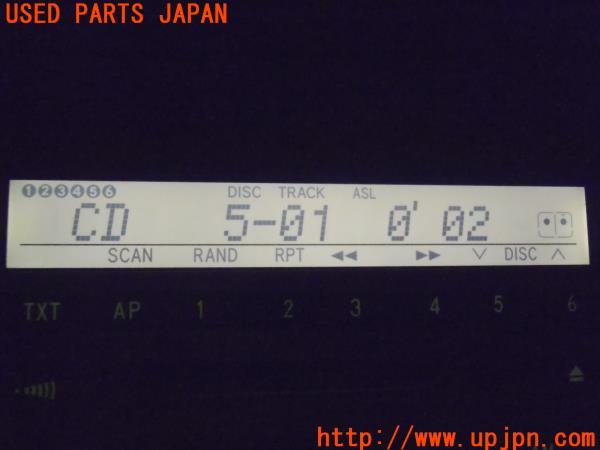 USED PARTS JAPAN
❶❷❸❹❺❻ DISC TRACK ASL
CD 5-01 0' 02
SCAN RAND RPT ◀◀ ▶▶ ∨ DISC ∧
TXT AP 1 2 3 4 5 6
http://www.upjpn.com/